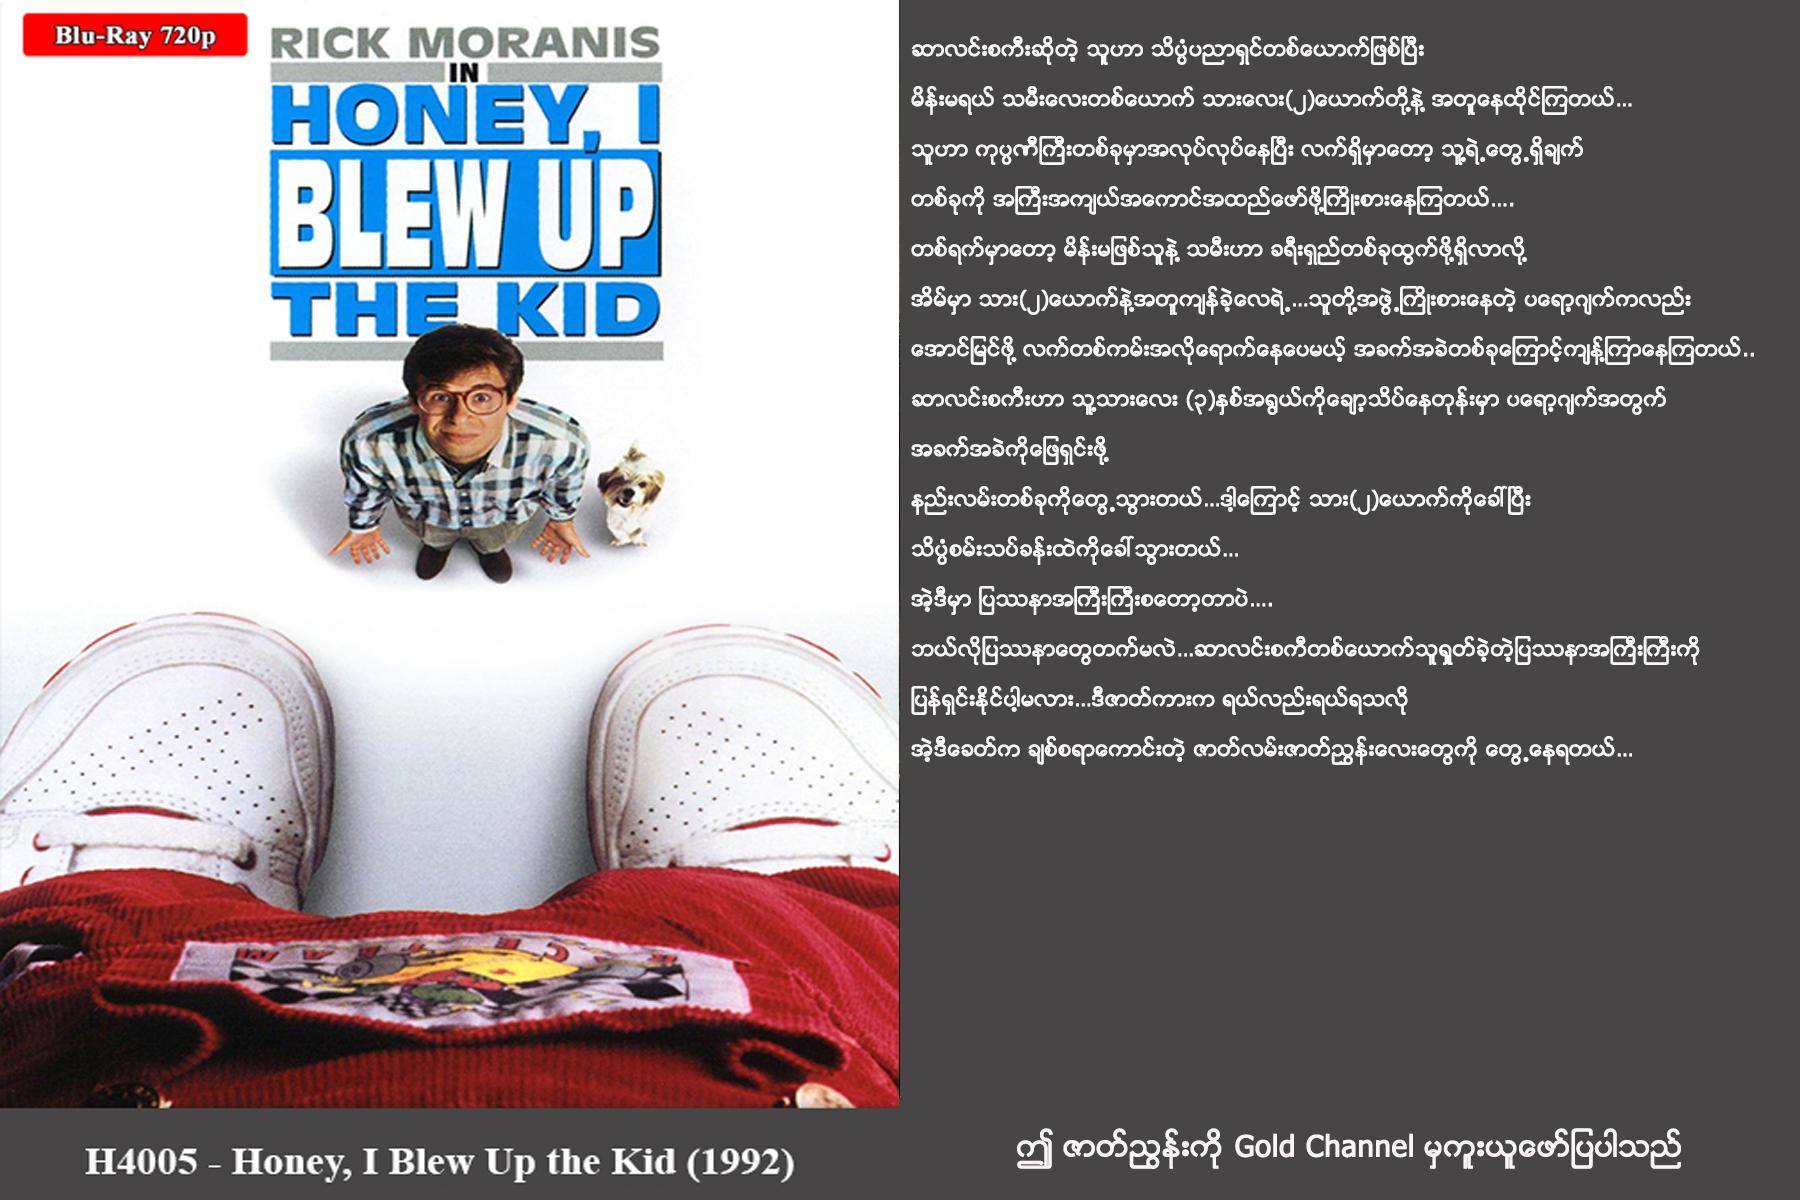 Blu-Ray 720p
RICK MORANIS
IN
HONEY, I
BLEW UP
THE KID
H4005 - Honey, I Blew Up the Kid (1992)
ဆာလင်းစကီးဆိုတဲ့ သူဟာ သိပ္ပံပညာရှင်တစ်ယောက်ဖြစ်ပြီး
မိန်းမရယ် သမီးလေးတစ်ယောက် သားလေး(၂)ယောက်တို့နဲ့ အတူနေထိုင်ကြတယ်...
သူဟာ ကုပ္ပဏီကြီးတစ်ခုမှာအလုပ်လုပ်နေပြီး လက်ရှိမှာတော့ သူ့ရဲ့တွေ့ရှိချက်
တစ်ခုကို အကြီးအကျယ်အကောင်အထည်ဖော်ဖို့ကြိုးစားနေကြတယ်....
တစ်ရက်မှာတော့ မိန်းမဖြစ်သူနဲ့ သမီးဟာ ခရီးရှည်တစ်ခုထွက်ဖို့ရှိလာလို့
အိမ်မှာ သား(၂)ယောက်နဲ့အတူကျန်ခဲ့လေရဲ့...သူတို့အဖွဲ့ကြိုးစားနေတဲ့ ပရော့ဂျက်ကလည်း
အောင်မြင်ဖို့ လက်တစ်ကမ်းအလိုရောက်နေပေမယ့် အခက်အခဲတစ်ခုကြောင့်ကျန့်ကြာနေကြတယ်..
ဆာလင်းစကီးဟာ သူ့သားလေး (၃)နှစ်အရွယ်ကိုချော့သိပ်နေတုန်းမှာ ပရော့ဂျက်အတွက်
အခက်အခဲကိုဖြေရှင်းဖို့
နည်းလမ်းတစ်ခုကိုတွေ့သွားတယ်...ဒါ့ကြောင့် သား(၂)ယောက်ကိုခေါ်ပြီး
သိပ္ပံစမ်းသပ်ခန်းထဲကိုခေါ်သွားတယ်...
အဲ့ဒီမှာ ပြဿနာအကြီးကြီးစတော့တာပဲ....
ဘယ်လိုပြဿနာတွေတက်မလဲ...ဆာလင်းစကီတစ်ယောက်သူရှုတ်ခဲ့တဲ့ပြဿနာအကြီးကြီးကို
ပြန်ရှင်းနိုင်ပါ့မလား...ဒီဇာတ်ကားက ရယ်လည်းရယ်ရသလို
အဲ့ဒီခေတ်က ချစ်စရာကောင်းတဲ့ ဇာတ်လမ်းဇာတ်ညွှန်းလေးတွေကို တွေ့နေရတယ်...
ဤ ဇာတ်ညွှန်းကို Gold Channel မှကူးယူဖော်ပြပါသည်